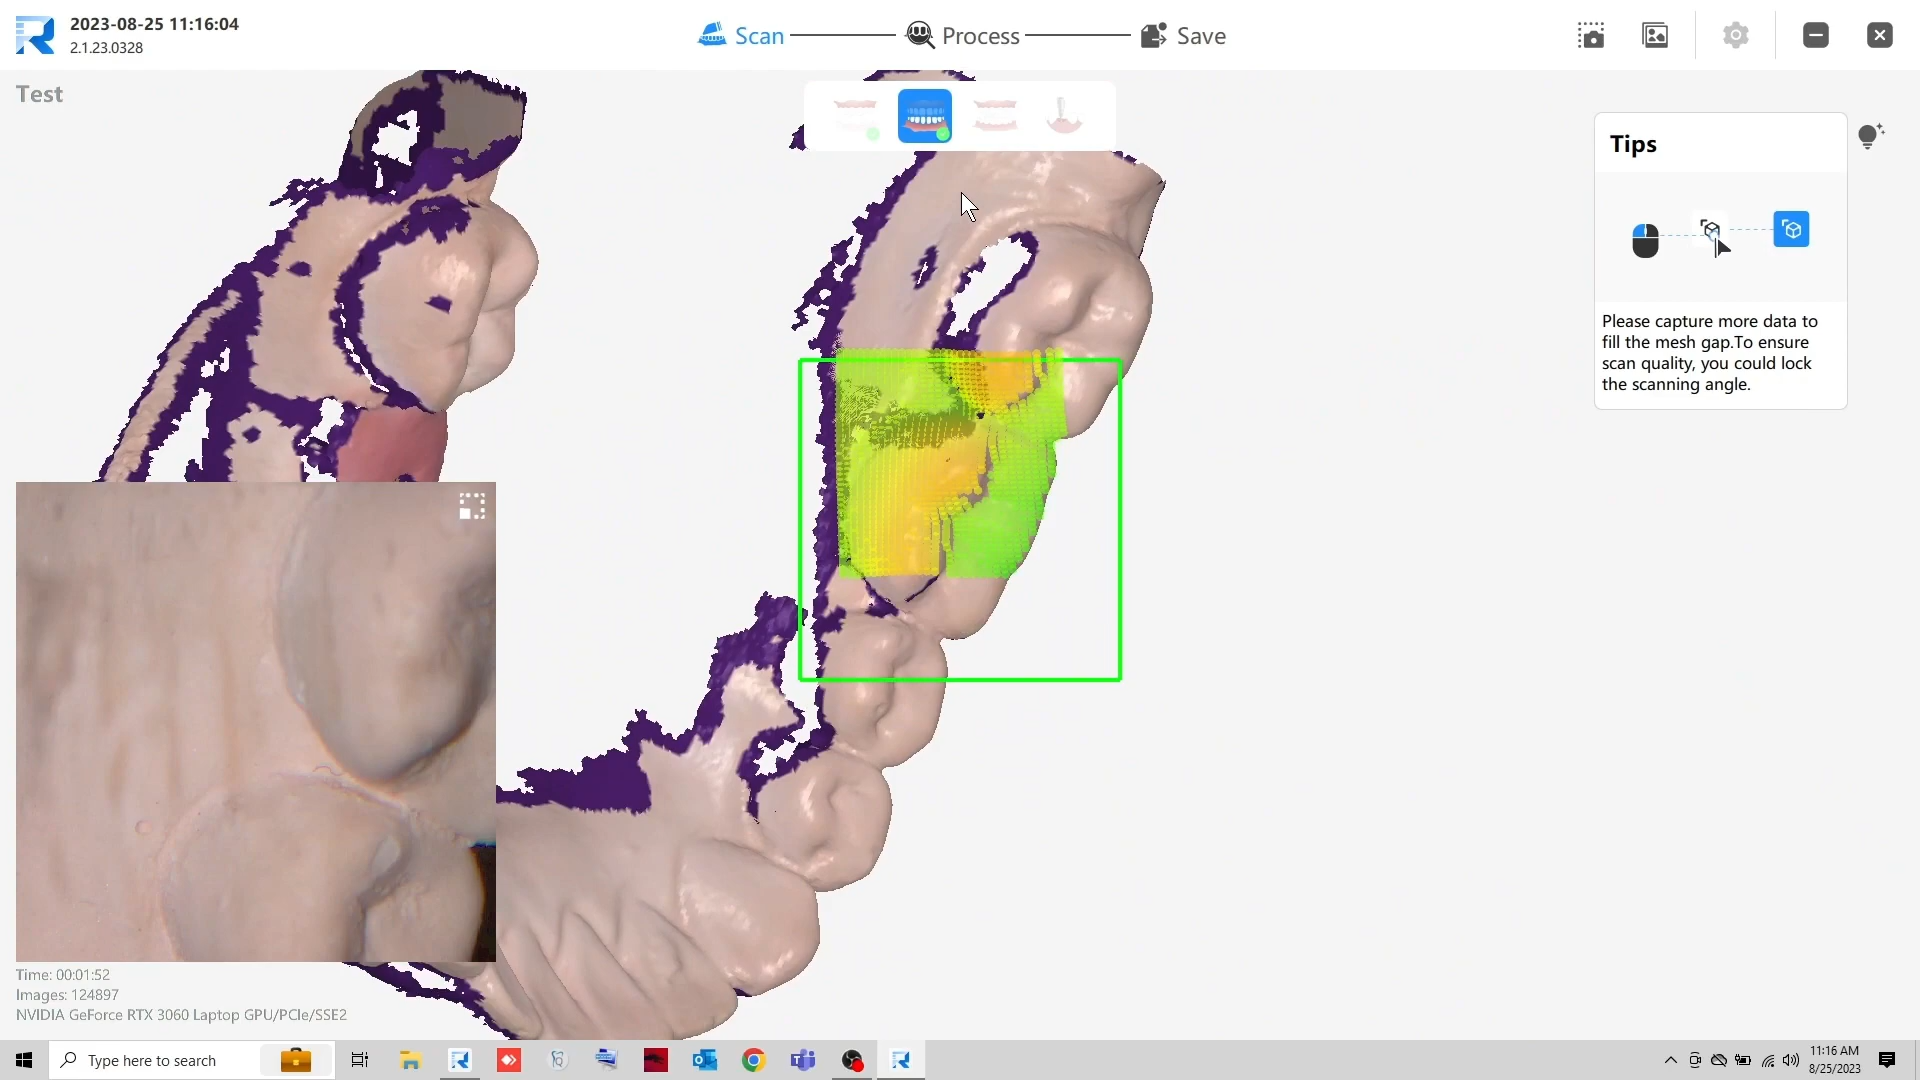 2023-08-25 11:16:04
2.1.23.0328
Scan
Process
Save
Test
Tips
Please capture more data to
fill the mesh gap.To ensure
scan quality, you could lock
the scanning angle.
Time: 00:01:52
Images: 124897
NVIDIA GeForce RTX 3060 Laptop GPU/PCIe/SSE2
Type here to search
11:16 AM
8/25/2023